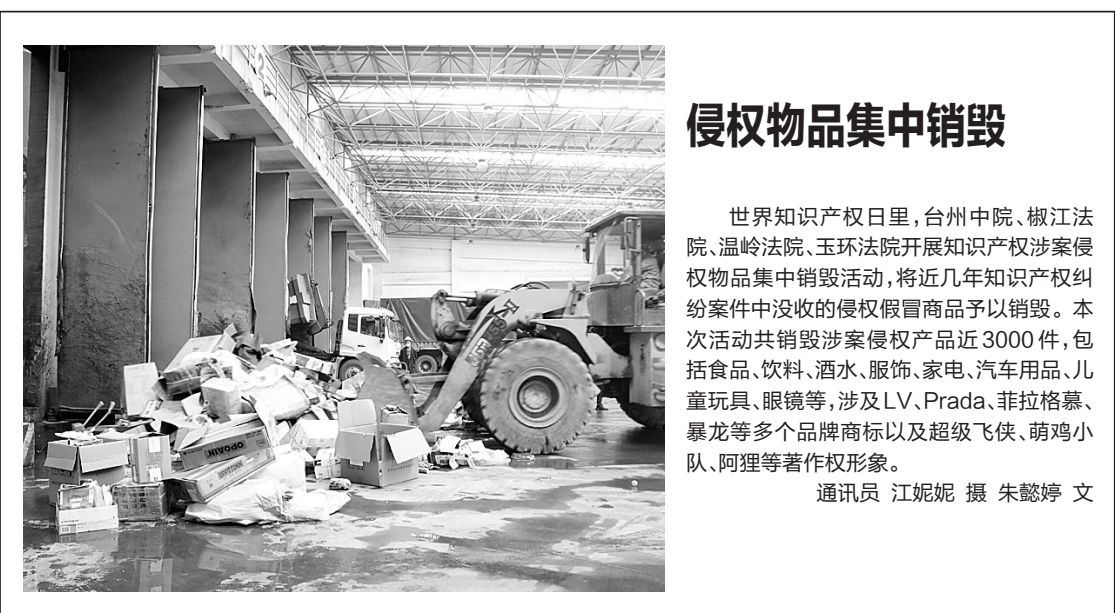 侵权物品集中销毁
世界知识产权日里,台州中院、椒江法
院、温岭法院、玉环法院开展知识产权涉案侵
权物品集中销毁活动,将近几年知识产权纠
纷案件中没收的侵权假冒商品予以销毁。本
次活动共销毁涉案侵权产品近3000件,包
括食品、饮料、酒水、服饰、家电、汽车用品、儿
童玩具、眼镜等,涉及LV、Prada、菲拉格慕、
暴龙等多个品牌商标以及超级飞侠、萌鸡小
队、阿狸等著作权形象。
通讯员 江妮妮 摄 朱懿婷 文
2
OPOAIN